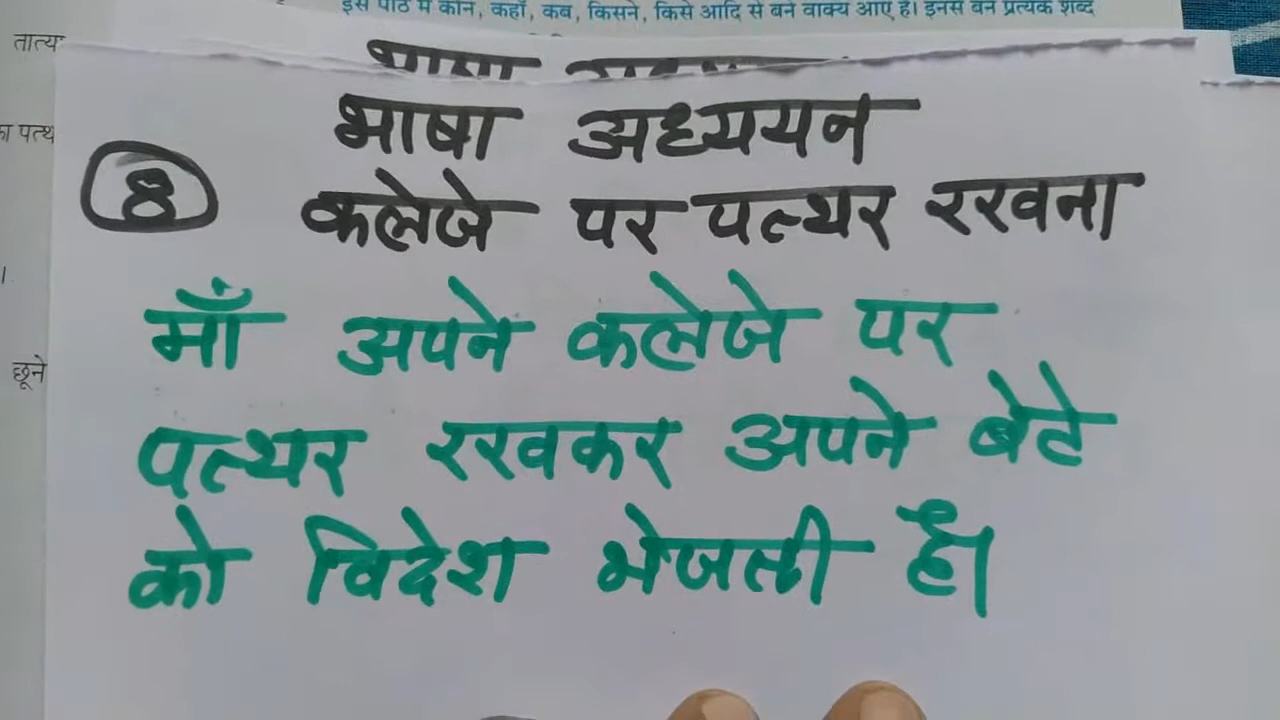 इस पाठ में कौन, कहाँ, कब, किसने, किसे आदि से बने वाक्य आए हैं। इनसे बने प्रत्येक शब्द
भाषा अध्ययन
8 कलेजे पर पत्थर रखना
माँ अपने कलेजे पर
पत्थर रखकर अपने बेटे
को विदेश भेजती है।
छूने